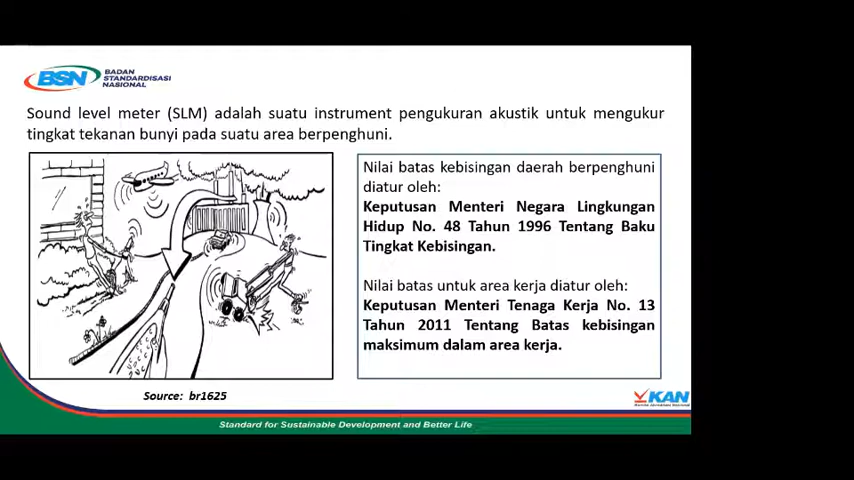 BSN BADAN
STANDARDISASI
NASIONAL
Sound level meter (SLM) adalah suatu instrument pengukuran akustik untuk mengukur
tingkat tekanan bunyi pada suatu area berpenghuni.
Nilai batas kebisingan daerah berpenghuni
diatur oleh:
Keputusan Menteri Negara Lingkungan
Hidup No. 48 Tahun 1996 Tentang Baku
Tingkat Kebisingan.
Nilai batas untuk area kerja diatur oleh:
Keputusan Menteri Tenaga Kerja No. 13
Tahun 2011 Tentang Batas kebisingan
maksimum dalam area kerja.
Source: br1625
KAN
Komite Akreditasi Nasional
Standard for Sustainable Development and Better Life